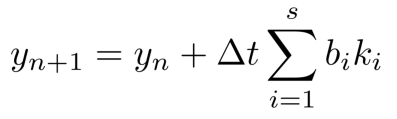 $y_{n+1} = y_n + \Delta t \sum_{i=1}^{s} b_i k_i$